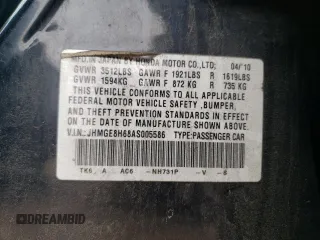 MFD. IN JAPAN BY HONDA MOTOR CO.,LTD. 04/10
GVWR 3512LBS GAWR F 1921LBS R 1619LBS
GVWR 1594KG GAWR F 872 KG R 735 KG
THIS VEHICLE CONFORMS TO ALL APPLICABLE
FEDERAL MOTOR VEHICLE SAFETY ,BUMPER,
AND THEFT PREVENTION STANDARDS IN EFFECT ON
THE DATE OF MANUFACTURE SHOWN ABOVE.
V.I.N. JHMGE8H68AS005586 TYPE:PASSENGER CAR
TK6 A AC6 -NH731P -V -B
DREAMBID